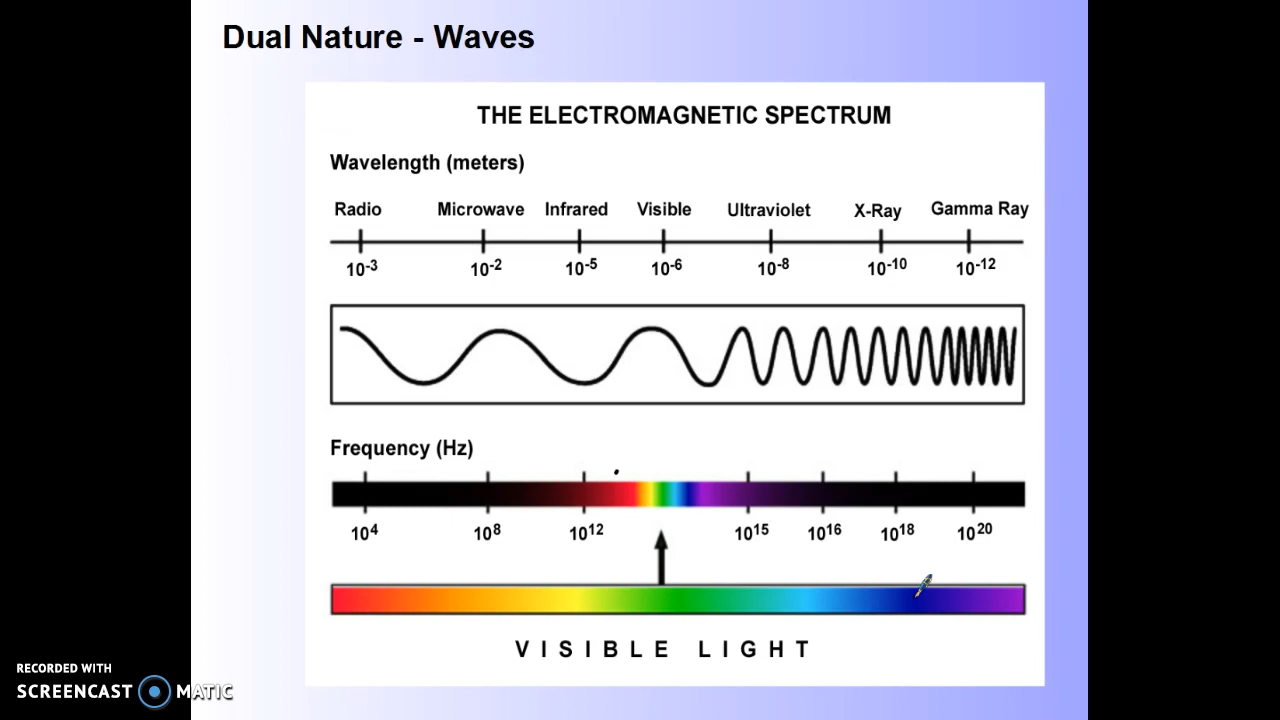 Dual Nature - Waves
THE ELECTROMAGNETIC SPECTRUM
Wavelength (meters)
Radio Microwave Infrared Visible Ultraviolet X-Ray Gamma Ray
10⁻³ 10⁻² 10⁻⁵ 10⁻⁶ 10⁻⁸ 10⁻¹⁰ 10⁻¹²
Frequency (Hz)
10⁴ 10⁸ 10¹² 10¹⁵ 10¹⁶ 10¹⁸ 10²⁰
VISIBLE LIGHT
RECORDED WITH
SCREENCAST MATIC